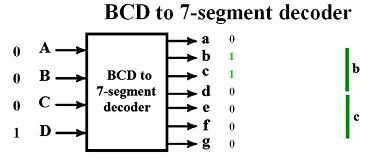 BCD to 7-segment decoder
0 A
0 B
0 C
1 D
BCD to
7-segment
decoder
a 0
b 1
c 1
d 0
e 0
f 0
g 0
b
c